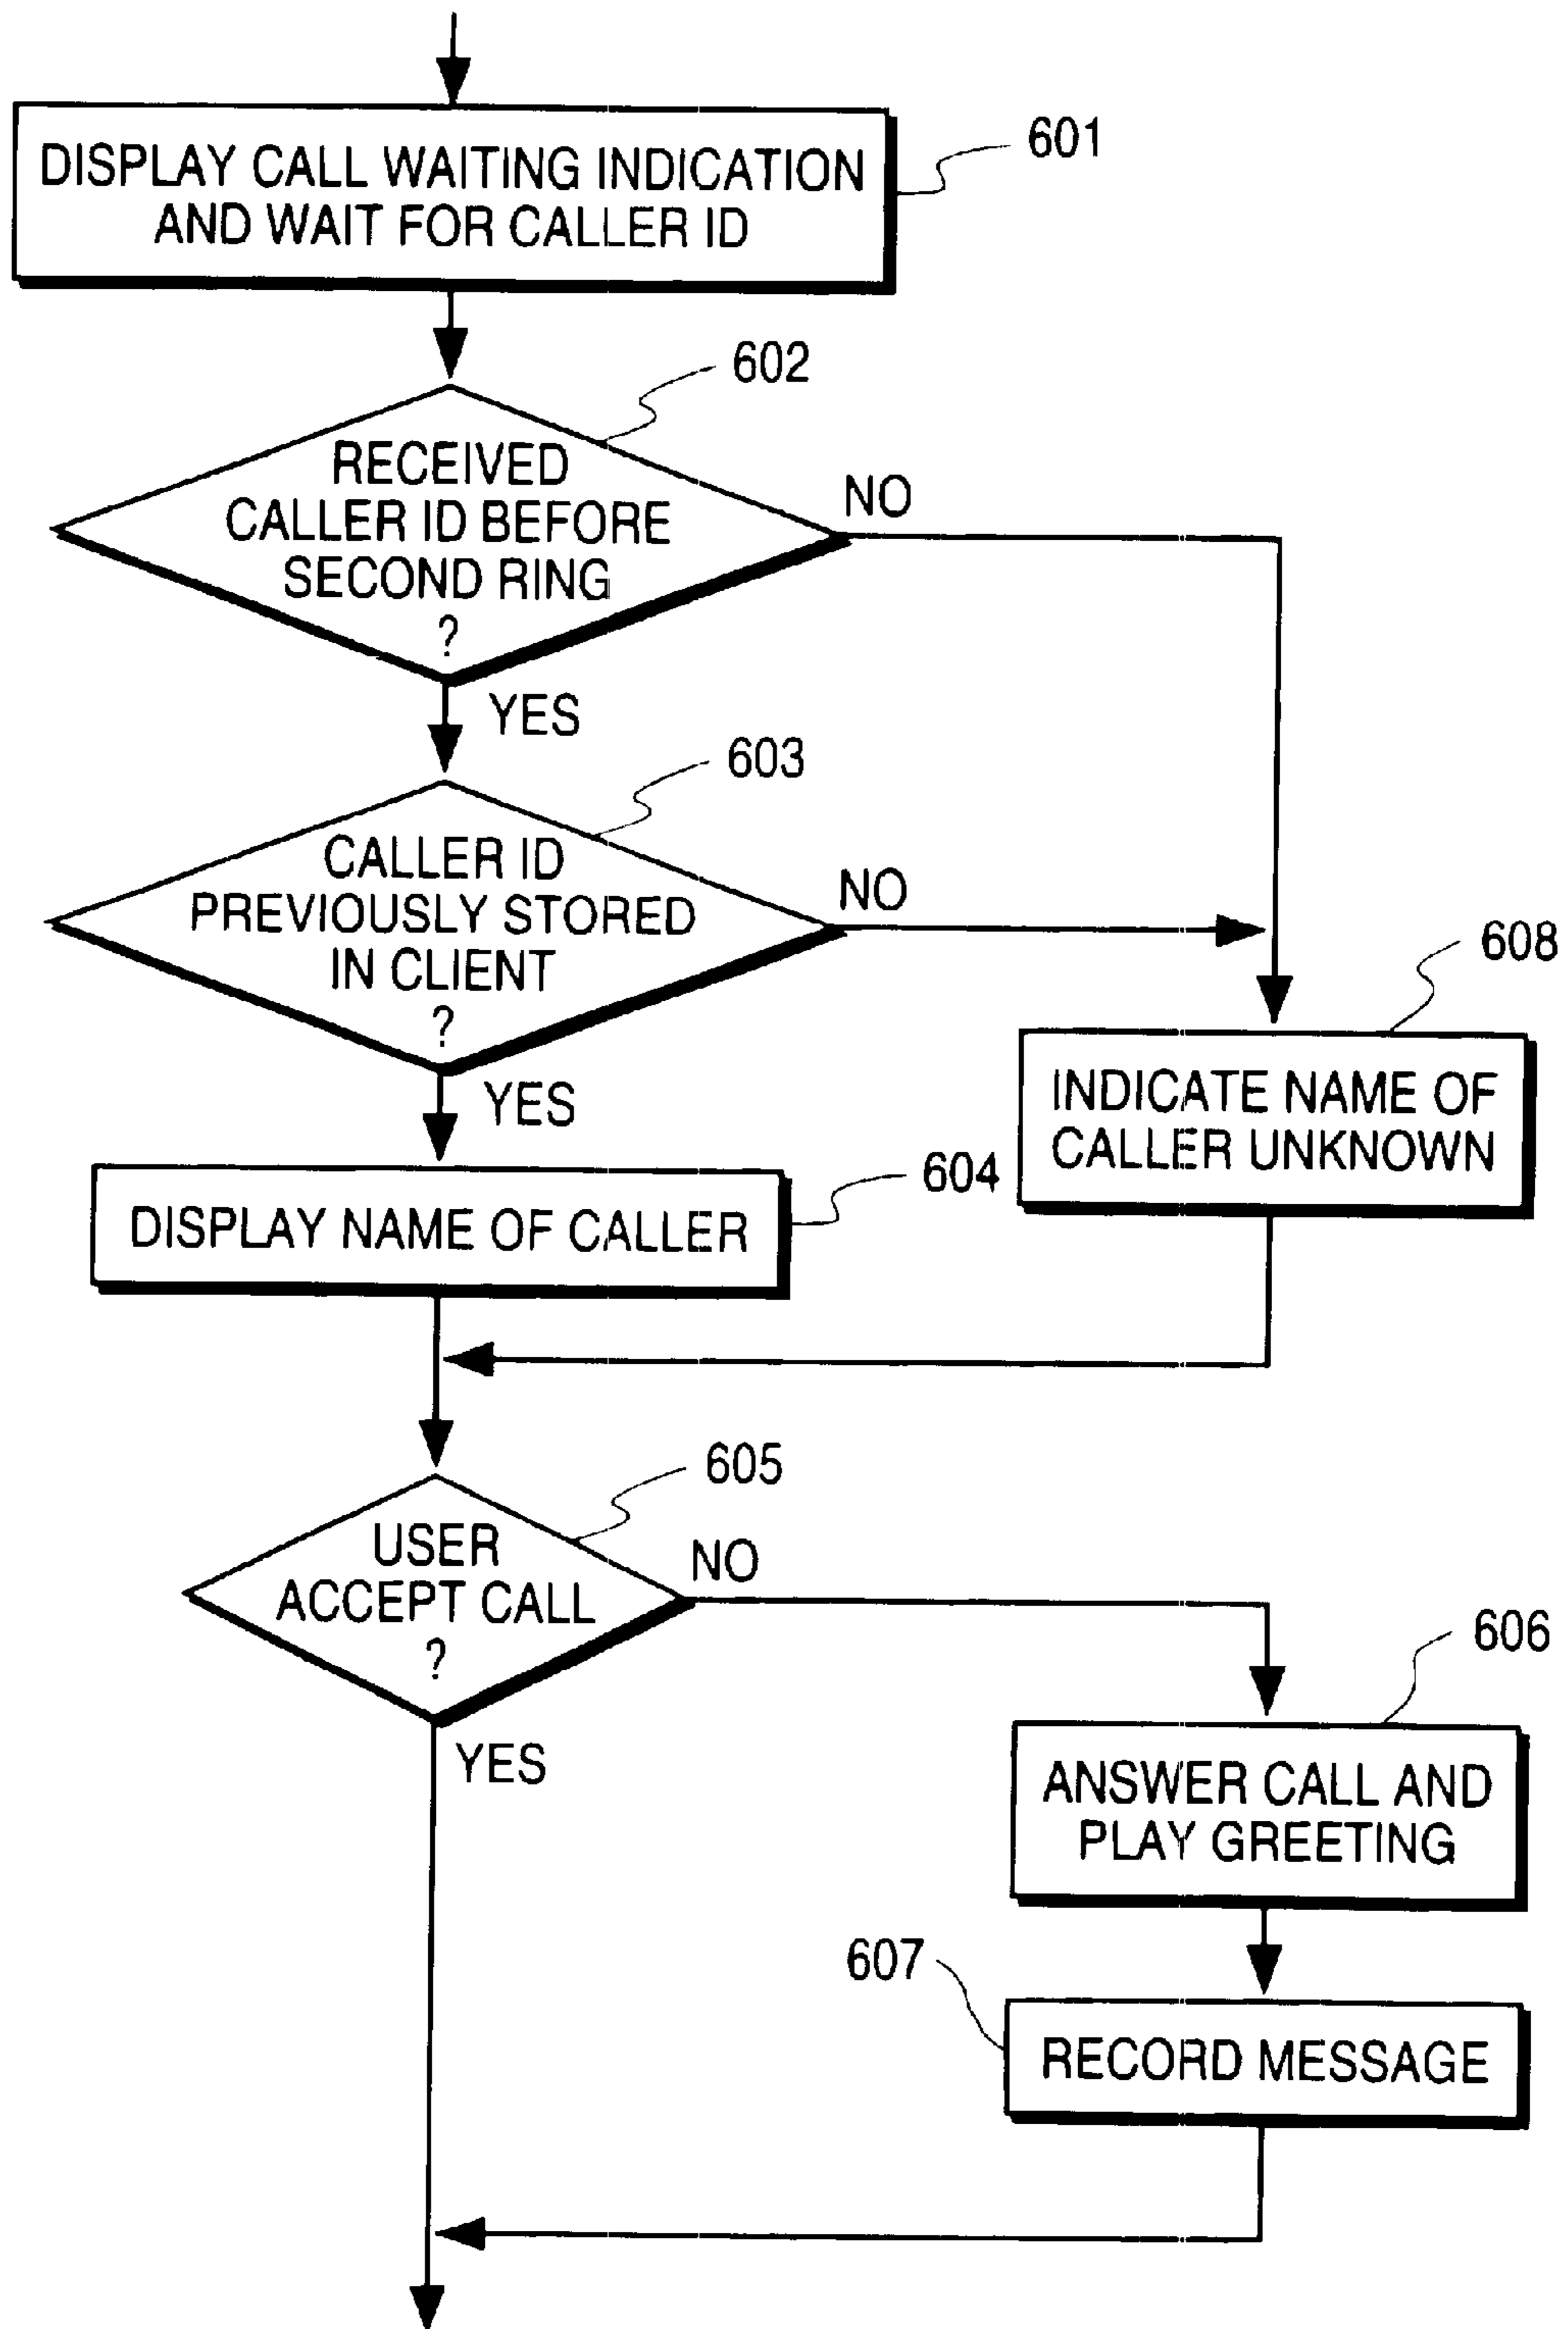 601
DISPLAY CALL WAITING INDICATION
AND WAIT FOR CALLER ID
602
RECEIVED
CALLER ID BEFORE
SECOND RING
?
NO
YES
603
CALLER ID
PREVIOUSLY STORED
IN CLIENT
?
NO
YES
608
INDICATE NAME OF
CALLER UNKNOWN
604
DISPLAY NAME OF CALLER
605
USER
ACCEPT CALL
?
NO
YES
606
ANSWER CALL AND
PLAY GREETING
607
RECORD MESSAGE